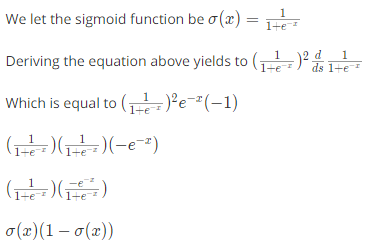 We let the sigmoid function be σ(x) = 1/(1+e^{-x})
Deriving the equation above yields to (1/(1+e^{-x}))^2 d/ds 1/(1+e^{-x})
Which is equal to (1/(1+e^{-x}))^2 e^{-x}(−1)
(1/(1+e^{-x}))(1/(1+e^{-x}))(−e^{-x})
(1/(1+e^{-x}))(−e^{-x}/(1+e^{-x}))
σ(x)(1 − σ(x))